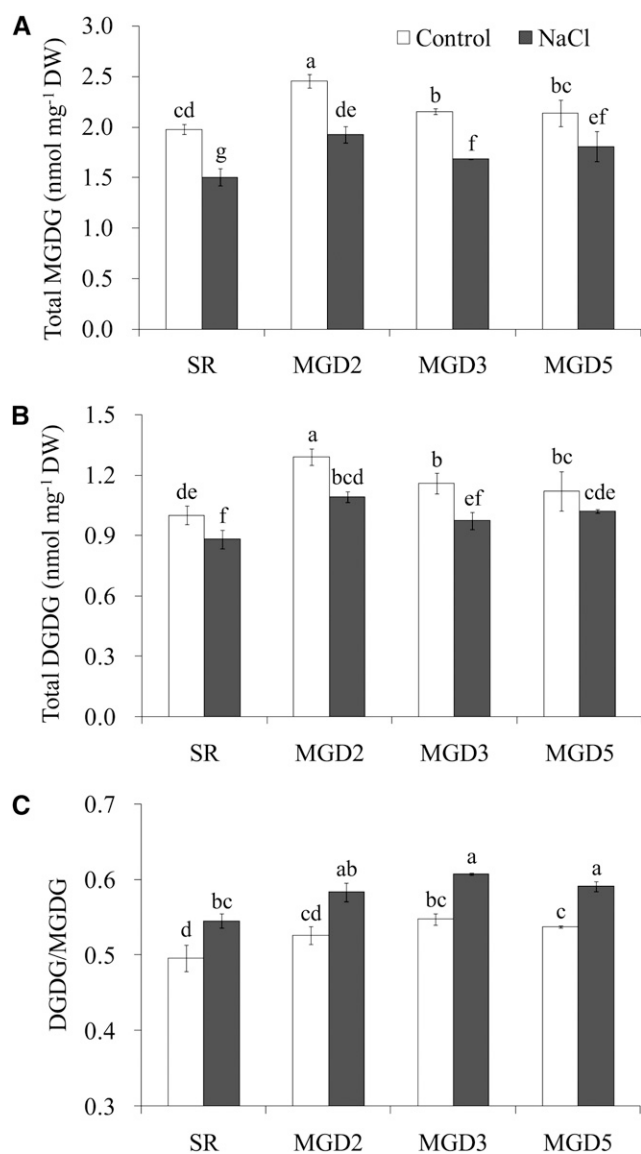 A
Control NaCl
Total MGDG (nmol mg⁻¹ DW)
3.0
2.5
2.0
1.5
1.0
0.5
0.0
cd g a de b f bc ef
SR MGD2 MGD3 MGD5
B
Total DGDG (nmol mg⁻¹ DW)
1.5
1.2
0.9
0.6
0.3
0.0
de f a bcd b ef bc cde
SR MGD2 MGD3 MGD5
C
DGDG/MGDG
0.7
0.6
0.5
0.4
0.3
d bc cd ab bc a c a
SR MGD2 MGD3 MGD5